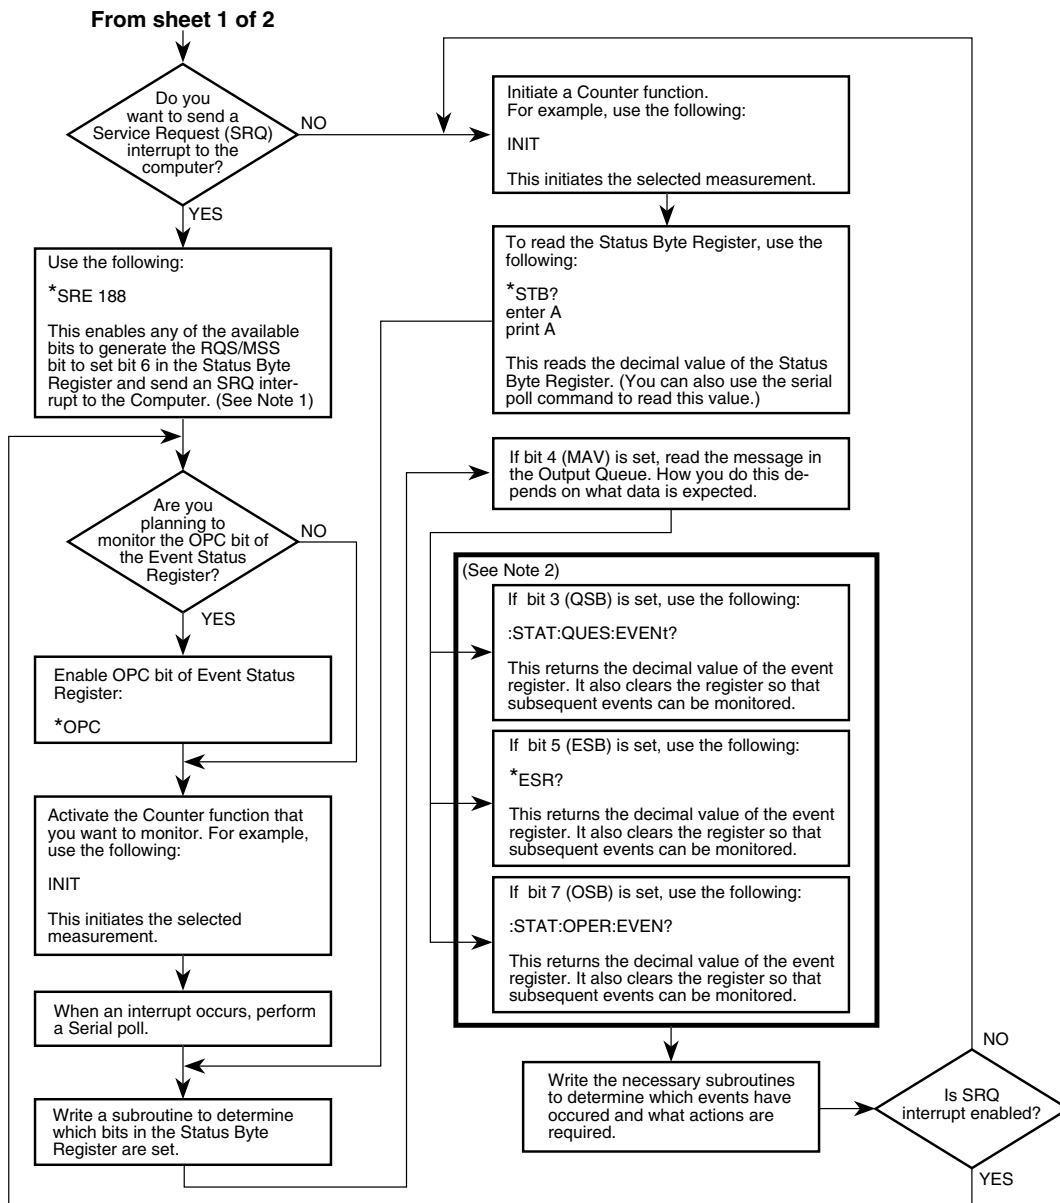 From sheet 1 of 2
Do you
want to send a
Service Request (SRQ)
interrupt to the
computer?
NO
YES
Use the following:
*SRE 188
This enables any of the available
bits to generate the RQS/MSS
bit to set bit 6 in the Status Byte
Register and send an SRQ inter-
rupt to the Computer. (See Note 1)
Are you
planning to
monitor the OPC bit of
the Event Status
Register?
NO
YES
Enable OPC bit of Event Status
Register:
*OPC
Activate the Counter function that
you want to monitor. For example,
use the following:
INIT
This initiates the selected
measurement.
When an interrupt occurs, perform
a Serial poll.
Write a subroutine to determine
which bits in the Status Byte
Register are set.
Initiate a Counter function.
For example, use the following:
INIT
This initiates the selected measurement.
To read the Status Byte Register, use the
following:
*STB?
enter A
print A
This reads the decimal value of the Status
Byte Register. (You can also use the serial
poll command to read this value.)
If bit 4 (MAV) is set, read the message in
the Output Queue. How you do this de-
pends on what data is expected.
(See Note 2)
If bit 3 (QSB) is set, use the following:
:STAT:QUES:EVENt?
This returns the decimal value of the event
register. It also clears the register so that
subsequent events can be monitored.
If bit 5 (ESB) is set, use the following:
*ESR?
This returns the decimal value of the event
register. It also clears the register so that
subsequent events can be monitored.
If bit 7 (OSB) is set, use the following:
:STAT:OPER:EVEN?
This returns the decimal value of the event
register. It also clears the register so that
subsequent events can be monitored.
Write the necessary subroutines
to determine which events have
occured and what actions are
required.
NO
Is SRQ
interrupt enabled?
YES